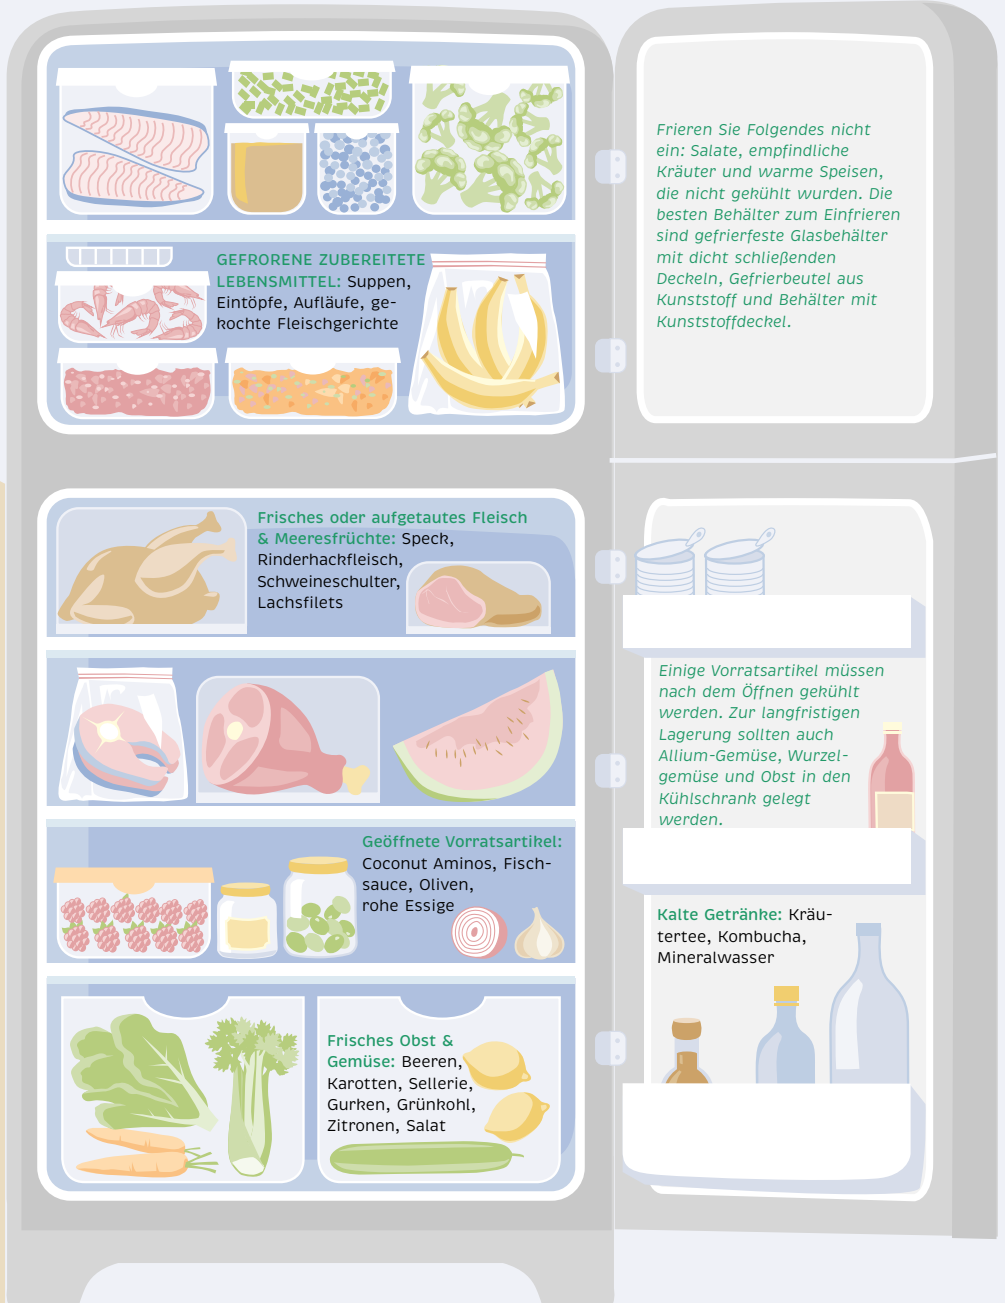 Frieren Sie Folgendes nicht
ein: Salate, empfindliche
Kräuter und warme Speisen,
die nicht gekühlt wurden. Die
besten Behälter zum Einfrieren
sind gefrierfeste Glasbehälter
mit dicht schließenden
Deckeln, Gefrierbeutel aus
Kunststoff und Behälter mit
Kunststoffdeckel.
GEFRORENE ZUBEREITETE
LEBENSMITTEL: Suppen,
Eintöpfe, Aufläufe, ge-
kochte Fleischgerichte
Frisches oder aufgetautes Fleisch
& Meeresfrüchte: Speck,
Rinderhackfleisch,
Schweineschulter,
Lachsfilets
Einige Vorratsartikel müssen
nach dem Öffnen gekühlt
werden. Zur langfristigen
Lagerung sollten auch
Allium-Gemüse, Wurzel-
gemüse und Obst in den
Kühlschrank gelegt
werden.
Geöffnete Vorratsartikel:
Coconut Aminos, Fisch-
sauce, Oliven,
rohe Essige
Kalte Getränke: Kräu-
tertee, Kombucha,
Mineralwasser
Frisches Obst &
Gemüse: Beeren,
Karotten, Sellerie,
Gurken, Grünkohl,
Zitronen, Salat